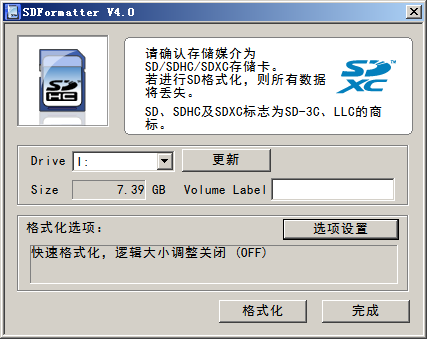 SDFormatter V4.0
请确认存储媒介为
SD/SDHC/SDXC存储卡。
若进行SD格式化，则所有数据
将丢失。
SD、SDHC及SDXC标志为SD-3C、LLC的商
标。
SD
HC
SD
XC
™
Drive I: 更新
Size 7.39 GB Volume Label
格式化选项： 选项设置
快速格式化，逻辑大小调整关闭 (OFF)
格式化 完成